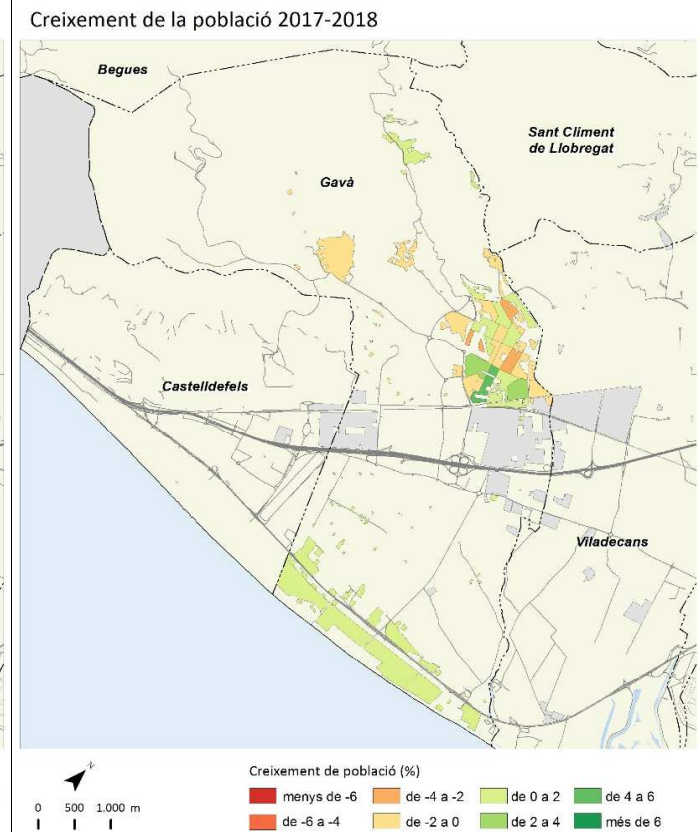 Creixement de la població 2017-2018
Begues
Sant Climent
de Llobregat
Gavà
Castelldefels
Viladecans
N
0 500 1.000 m
Creixement de població (%)
menys de -6
de -4 a -2
de 0 a 2
de 4 a 6
de -6 a -4
de -2 a 0
de 2 a 4
més de 6